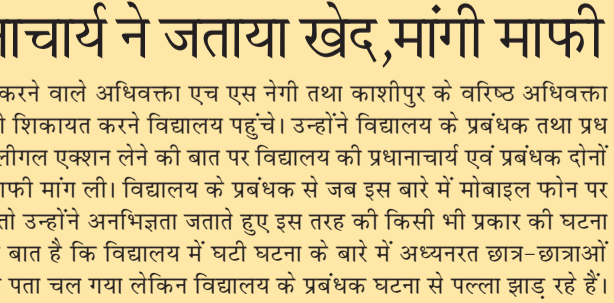 नाचार्य ने जताया खेद,मांगी माफी
करने वाले अधिवक्ता एच एस नेगी तथा काशीपुर के वरिष्ठ अधिवक्ता
शिकायत करने विद्यालय पहुंचे। उन्होंने विद्यालय के प्रबंधक तथा प्रध
लीगल एक्शन लेने की बात पर विद्यालय की प्रधानाचार्य एवं प्रबंधक दोनों
माफी मांग ली। विद्यालय के प्रबंधक से जब इस बारे में मोबाइल फोन पर
तो उन्होंने अनभिज्ञता जताते हुए इस तरह की किसी भी प्रकार की घटना
बात है कि विद्यालय में घटी घटना के बारे में अध्यनरत छात्र-छात्राओं
पता चल गया लेकिन विद्यालय के प्रबंधक घटना से पल्ला झाड़ रहे हैं।